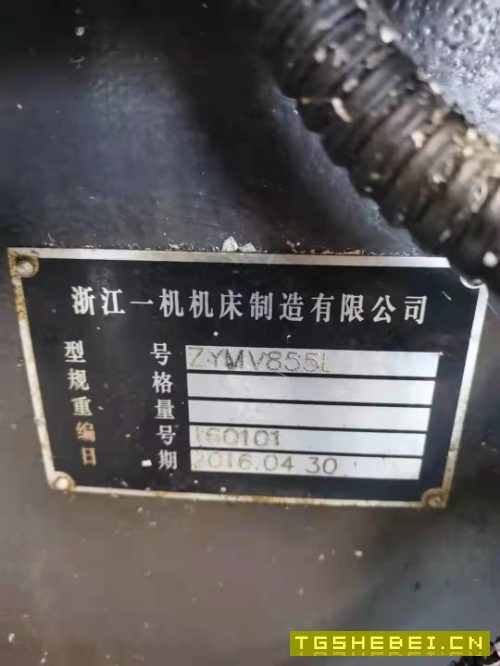 浙江一机机床制造有限公司
型号 ZYMV855L
规格
重量
编号 160101
日期 2016.04.30.
TGSHEBEI.CN